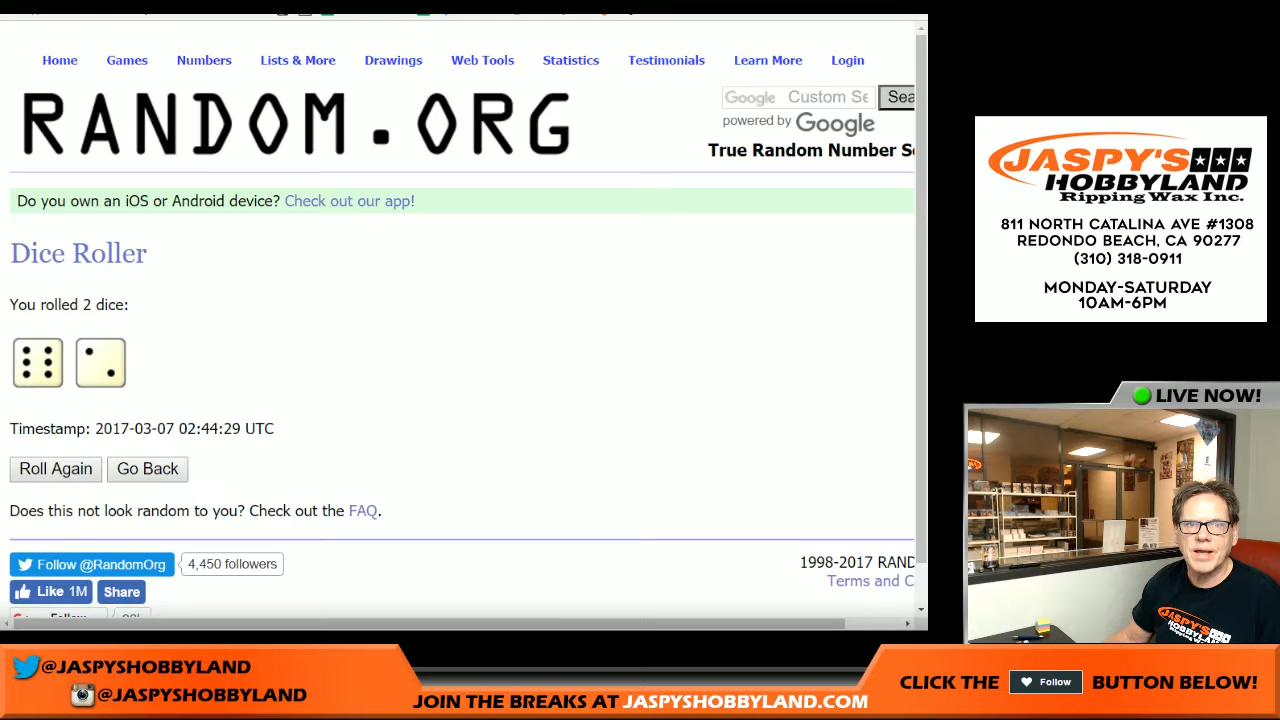 Home Games Numbers Lists & More Drawings Web Tools Statistics Testimonials Learn More Login
RANDOM.ORG
Google Custom Se
Sea
powered by Google
True Random Number S
Do you own an iOS or Android device? Check out our app!
Dice Roller
You rolled 2 dice:
Timestamp: 2017-03-07 02:44:29 UTC
Roll Again Go Back
Does this not look random to you? Check out the FAQ.
Follow @RandomOrg 4,450 followers
Like 1M Share
1998-2017 RAND
Terms and C
JASPY'S
HOBBYLAND
Ripping Wax Inc.
811 NORTH CATALINA AVE #1308
REDONDO BEACH, CA 90277
(310) 318-0911
MONDAY-SATURDAY
10AM-6PM
LIVE NOW!
JASPY'S
HOBBYLAND
@JASPYSHOBBYLAND
@JASPYSHOBBYLAND
JOIN THE BREAKS AT JASPYSHOBBYLAND.COM
CLICK THE Follow BUTTON BELOW!